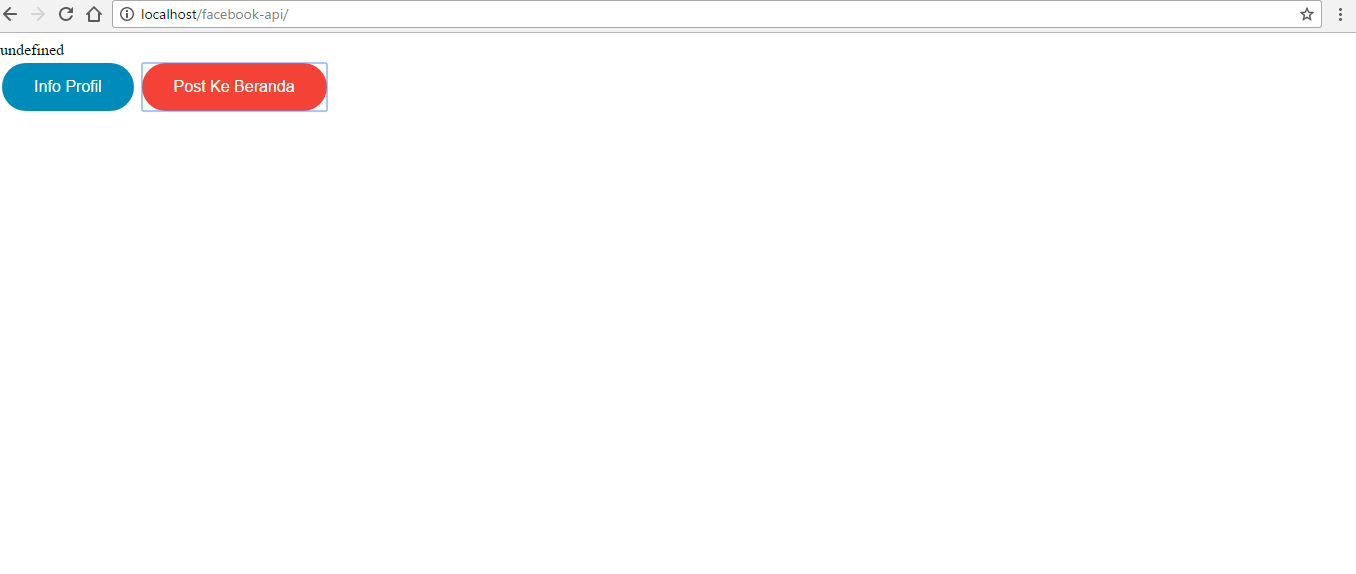 localhost/facebook-api/
undefined
Info Profil
Post Ke Beranda